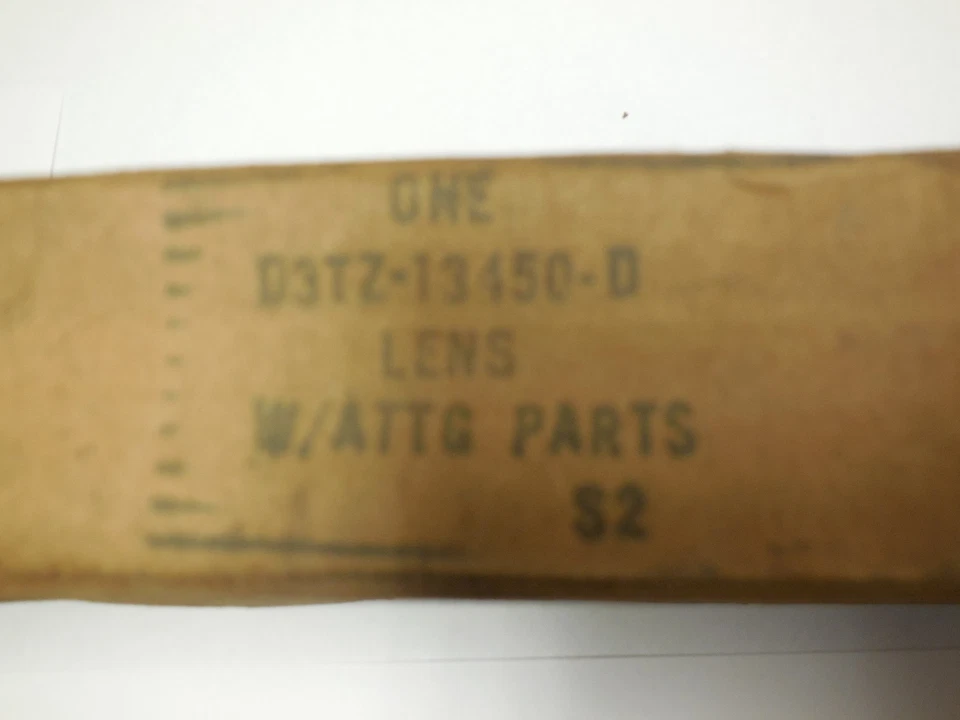 ONE
D3TZ-13450-D
LENS
W/ATTG PARTS
S2